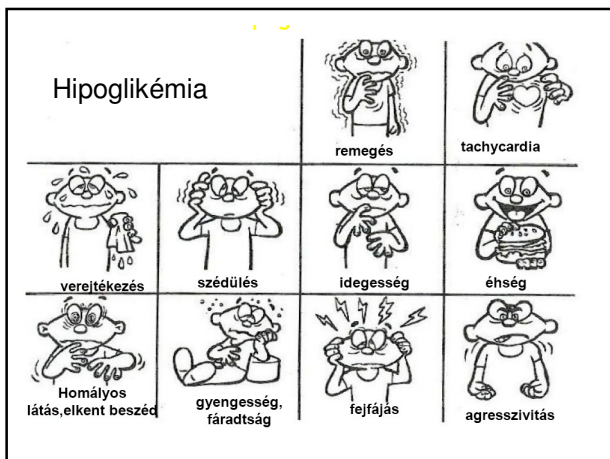 Hipoglikémia
remegés
tachycardia
verejtékezés
szédülés
idegesség
éhség
Homályos
látás,elkent beszéd
gyengesség,
fáradtság
fejfájás
agresszivitás